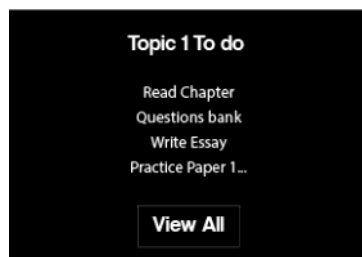 Topic 1 To do
Read Chapter
Questions bank
Write Essay
Practice Paper 1...
View All